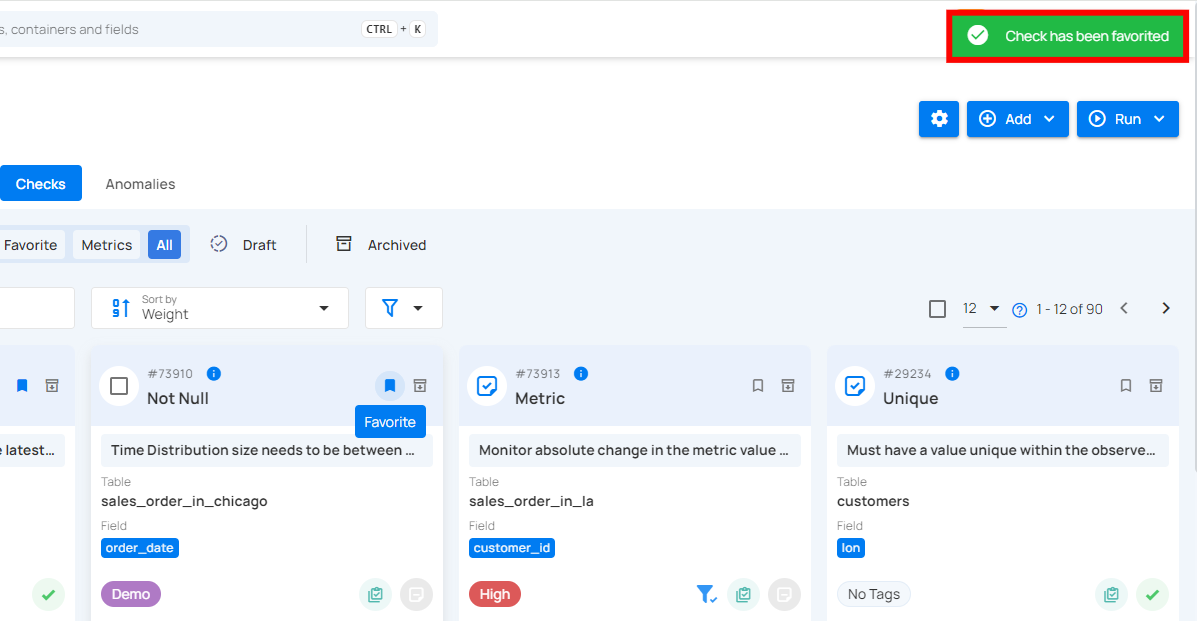 s, containers and fields
CTRL + K
Check has been favorited
Add
Run
Checks
Anomalies
Favorite
Metrics
All
Draft
Archived
Sort by
Weight
12
1 - 12 of 90
#73910
Not Null
Favorite
#73913
Metric
#29234
Unique
e latest...
Time Distribution size needs to be between ...
Table
sales_order_in_chicago
Field
order_date
Demo
Monitor absolute change in the metric value ...
Table
sales_order_in_la
Field
customer_id
High
Must have a value unique within the observe...
Table
customers
Field
lon
No Tags